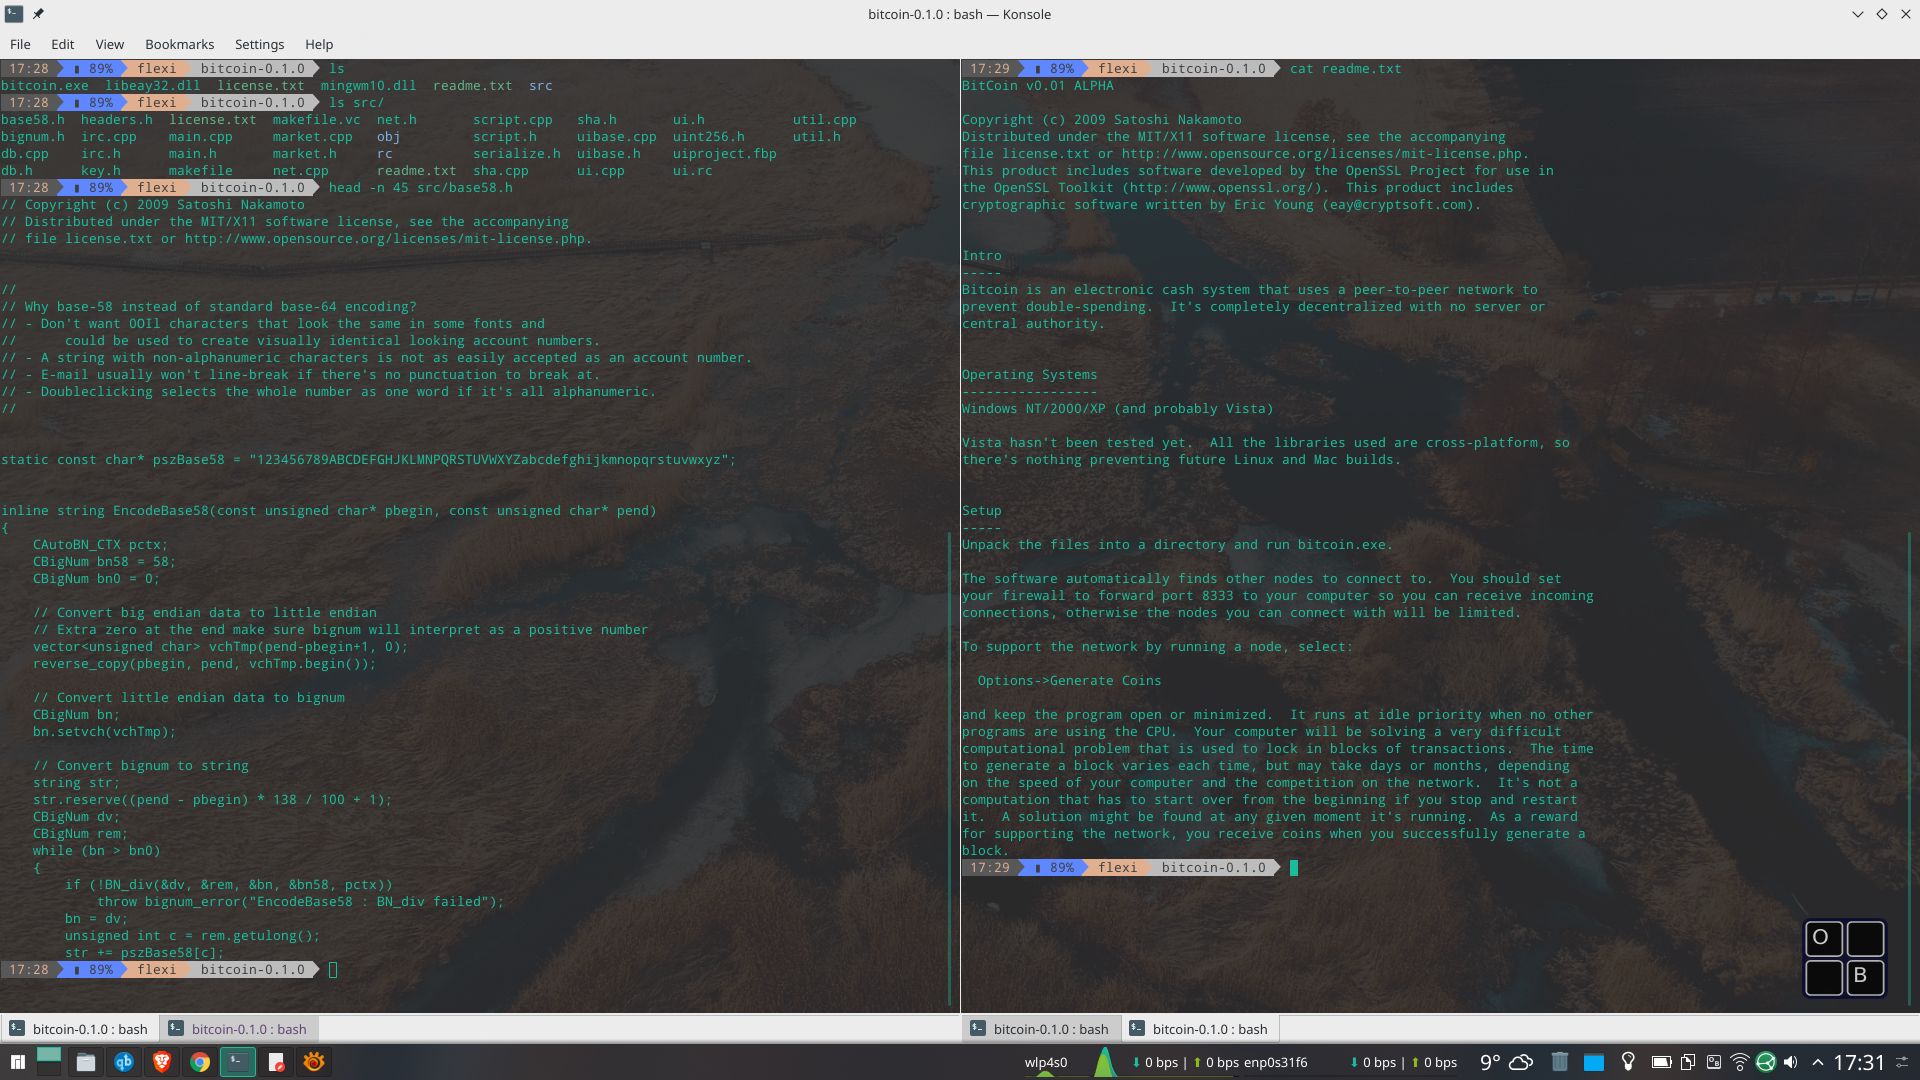 bitcoin-0.1.0 : bash — Konsole
File Edit View Bookmarks Settings Help
17:28 89% flexi bitcoin-0.1.0 ls
bitcoin.exe libeay32.dll license.txt mingwm10.dll readme.txt src
17:28 89% flexi bitcoin-0.1.0 ls src/
base58.h headers.h license.txt makefile.vc net.h script.cpp sha.h ui.h util.cpp
bignum.h irc.cpp main.cpp market.cpp obj script.h uibase.cpp uint256.h util.h
db.cpp irc.h main.h market.h rc serialize.h uibase.h uiproject.fbp
db.h key.h makefile net.cpp readme.txt sha.cpp ui.cpp ui.rc
17:28 89% flexi bitcoin-0.1.0 head -n 45 src/base58.h
// Copyright (c) 2009 Satoshi Nakamoto
// Distributed under the MIT/X11 software license, see the accompanying
// file license.txt or http://www.opensource.org/licenses/mit-license.php.
//
// Why base-58 instead of standard base-64 encoding?
// - Don't want 0OIl characters that look the same in some fonts and
//      could be used to create visually identical looking account numbers.
// - A string with non-alphanumeric characters is not as easily accepted as an account number.
// - E-mail usually won't line-break if there's no punctuation to break at.
// - Doubleclicking selects the whole number as one word if it's all alphanumeric.
//
static const char* pszBase58 = "123456789ABCDEFGHJKLMNPQRSTUVWXYZabcdefghijkmnopqrstuvwxyz";
inline string EncodeBase58(const unsigned char* pbegin, const unsigned char* pend)
{
    CAutoBN_CTX pctx;
    CBigNum bn58 = 58;
    CBigNum bn0 = 0;
    // Convert big endian data to little endian
    // Extra zero at the end make sure bignum will interpret as a positive number
    vector<unsigned char> vchTmp(pend-pbegin+1, 0);
    reverse_copy(pbegin, pend, vchTmp.begin());
    // Convert little endian data to bignum
    CBigNum bn;
    bn.setvch(vchTmp);
    // Convert bignum to string
    string str;
    str.reserve((pend - pbegin) * 138 / 100 + 1);
    CBigNum dv;
    CBigNum rem;
    while (bn > bn0)
    {
        if (!BN_div(&dv, &rem, &bn, &bn58, pctx))
            throw bignum_error("EncodeBase58 : BN_div failed");
        bn = dv;
        unsigned int c = rem.getulong();
        str += pszBase58[c];
17:28 89% flexi bitcoin-0.1.0
17:29 89% flexi bitcoin-0.1.0 cat readme.txt
BitCoin v0.01 ALPHA
Copyright (c) 2009 Satoshi Nakamoto
Distributed under the MIT/X11 software license, see the accompanying
file license.txt or http://www.opensource.org/licenses/mit-license.php.
This product includes software developed by the OpenSSL Project for use in
the OpenSSL Toolkit (http://www.openssl.org/).  This product includes
cryptographic software written by Eric Young (eay@cryptsoft.com).
Intro
-----
Bitcoin is an electronic cash system that uses a peer-to-peer network to
prevent double-spending.  It's completely decentralized with no server or
central authority.
Operating Systems
-----------------
Windows NT/2000/XP (and probably Vista)
Vista hasn't been tested yet.  All the libraries used are cross-platform, so
there's nothing preventing future Linux and Mac builds.
Setup
-----
Unpack the files into a directory and run bitcoin.exe.
The software automatically finds other nodes to connect to.  You should set
your firewall to forward port 8333 to your computer so you can receive incoming
connections, otherwise the nodes you can connect with will be limited.
To support the network by running a node, select:
  Options->Generate Coins
and keep the program open or minimized.  It runs at idle priority when no other
programs are using the CPU.  Your computer will be solving a very difficult
computational problem that is used to lock in blocks of transactions.  The time
to generate a block varies each time, but may take days or months, depending
on the speed of your computer and the competition on the network.  It's not a
computation that has to start over from the beginning if you stop and restart
it.  A solution might be found at any given moment it's running.  As a reward
for supporting the network, you receive coins when you successfully generate a
block.
17:29 89% flexi bitcoin-0.1.0
O
B
bitcoin-0.1.0 : bash bitcoin-0.1.0 : bash bitcoin-0.1.0 : bash bitcoin-0.1.0 : bash
qb wlp4s0 ↓ 0 bps | ↑ 0 bps enp0s31f6 ↓ 0 bps | ↑ 0 bps 9° 17:31